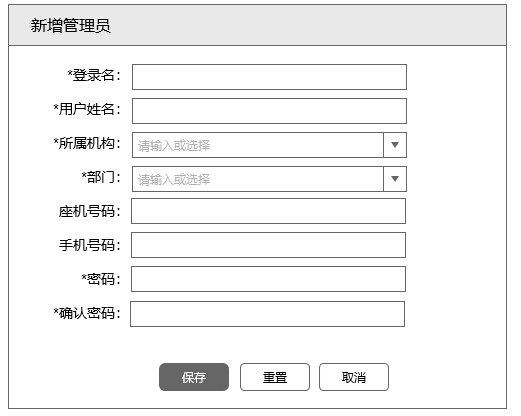 新增管理员
*登录名：
*用户姓名：
*所属机构： 请输入或选择
*部门： 请输入或选择
座机号码：
手机号码：
*密码：
*确认密码：
保存 重置 取消